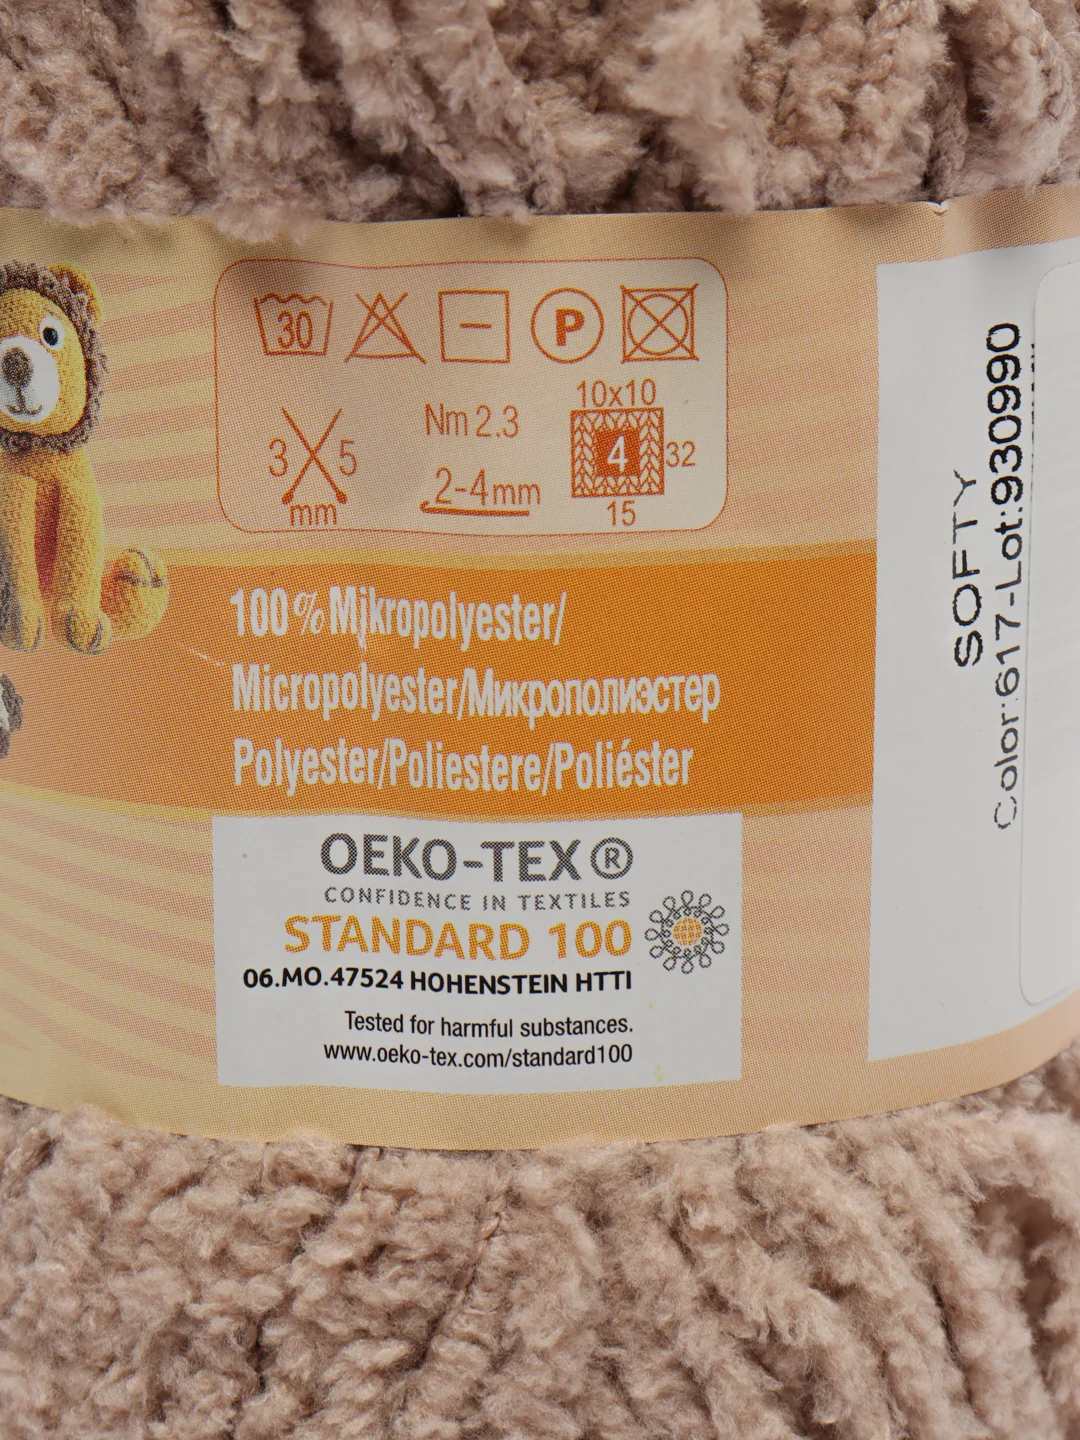 30
P
3 5
mm
Nm 2.3
2-4mm
10x10
4
32
15
100% Mikropolyester/
Micropolyester/Микрополиэстер
Polyester/Poliestere/Poliéster
OEKO-TEX®
CONFIDENCE IN TEXTILES
STANDARD 100
06.MO.47524 HOHENSTEIN HTTI
Tested for harmful substances.
www.oeko-tex.com/standard100
SOFTY
Color:617-Lot:930990